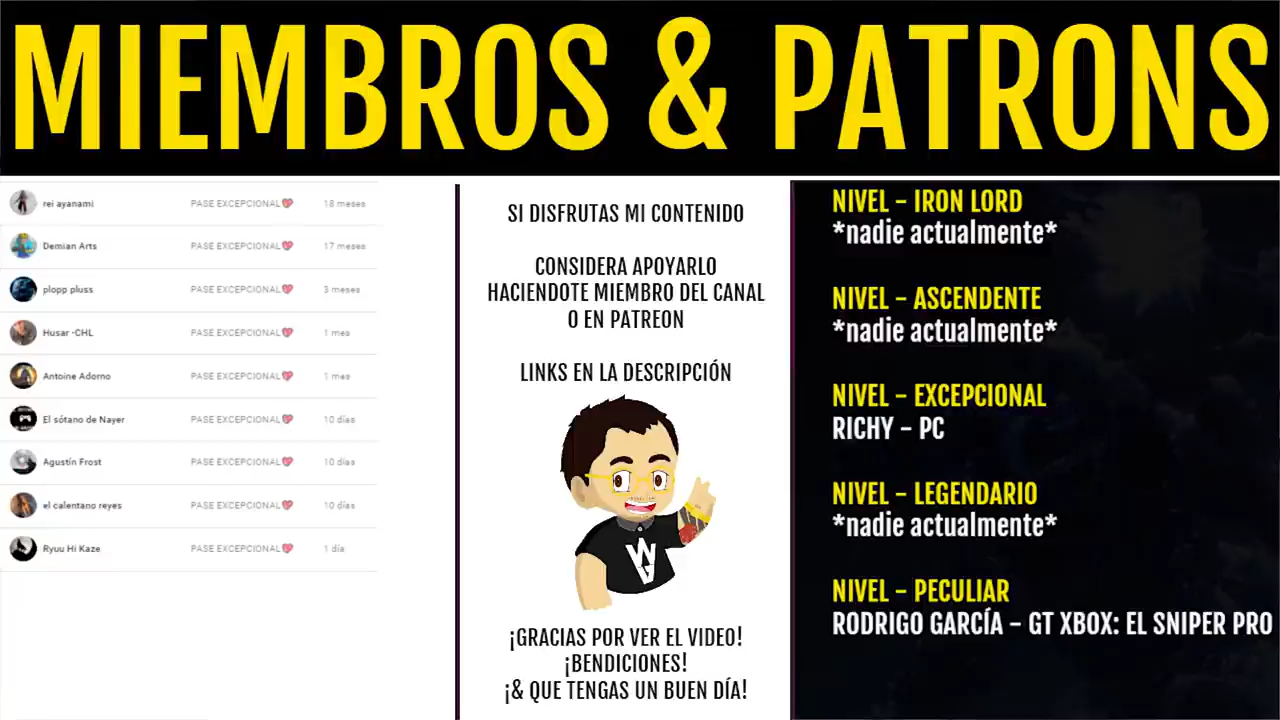 MIEMBROS & PATRONS
rei ayanami PASE EXCEPCIONAL💖 18 meses
Demian Arts PASE EXCEPCIONAL💖 17 meses
plopp pluss PASE EXCEPCIONAL💖 3 meses
Husar -CHL PASE EXCEPCIONAL💖 1 mes
Antoine Adorno PASE EXCEPCIONAL💖 1 mes
El sótano de Nayer PASE EXCEPCIONAL💖 10 días
Agustín Frost PASE EXCEPCIONAL💖 10 días
el calentano reyes PASE EXCEPCIONAL💖 10 días
Ryuu Hi Kaze PASE EXCEPCIONAL💖 1 día
SI DISFRUTAS MI CONTENIDO
CONSIDERA APOYARLO
HACIENDOTE MIEMBRO DEL CANAL
O EN PATREON
LINKS EN LA DESCRIPCIÓN
¡GRACIAS POR VER EL VIDEO!
¡BENDICIONES!
¡& QUE TENGAS UN BUEN DÍA!
NIVEL - IRON LORD
*nadie actualmente*
NIVEL - ASCENDENTE
*nadie actualmente*
NIVEL - EXCEPCIONAL
RICHY - PC
NIVEL - LEGENDARIO
*nadie actualmente*
NIVEL - PECULIAR
RODRIGO GARCÍA - GT XBOX: EL SNIPER PRO